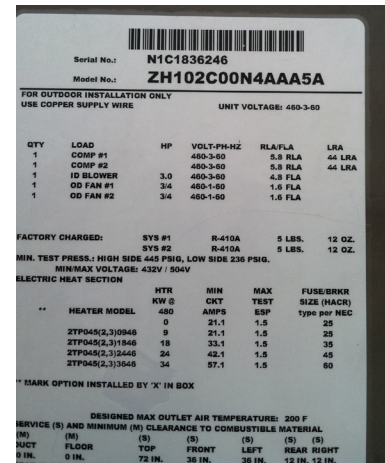 Serial No.: N1C1836246
Model No.: ZH102C00N4AAA5A
FOR OUTDOOR INSTALLATION ONLY
USE COPPER SUPPLY WIRE UNIT VOLTAGE: 460-3-60
QTY LOAD HP VOLT-PH-HZ RLA/FLA LRA
1 COMP #1 460-3-60 5.8 RLA 44 LRA
1 COMP #2 460-3-60 5.8 RLA 44 LRA
1 ID BLOWER 3.0 460-3-60 4.8 FLA
1 OD FAN #1 3/4 460-1-60 1.6 FLA
1 OD FAN #2 3/4 460-1-60 1.6 FLA
FACTORY CHARGED: SYS #1 R-410A 5 LBS. 12 OZ.
SYS #2 R-410A 5 LBS. 12 OZ.
MIN. TEST PRESS.: HIGH SIDE 445 PSIG, LOW SIDE 236 PSIG.
MIN/MAX VOLTAGE: 432V / 504V
ELECTRIC HEAT SECTION
HTR MIN MAX FUSE/BRKR
KW @ CKT TEST SIZE (HACR)
** HEATER MODEL 480 AMPS ESP type per NEC
0 21.1 1.5 25
2TP045(2,3)0946 9 21.1 1.5 25
2TP045(2,3)1846 18 33.1 1.5 35
2TP045(2,3)2446 24 42.1 1.5 45
2TP045(2,3)3646 34 57.1 1.5 60
** MARK OPTION INSTALLED BY 'X' IN BOX
DESIGNED MAX OUTLET AIR TEMPERATURE: 200 F
SERVICE (S) AND MINIMUM (M) CLEARANCE TO COMBUSTIBLE MATERIAL
(M) (M) (S) (S) (S) (S) (S)
DUCT FLOOR TOP FRONT LEFT REAR RIGHT
0 IN. 0 IN. 72 IN. 36 IN. 36 IN. 12 IN. 12 IN.